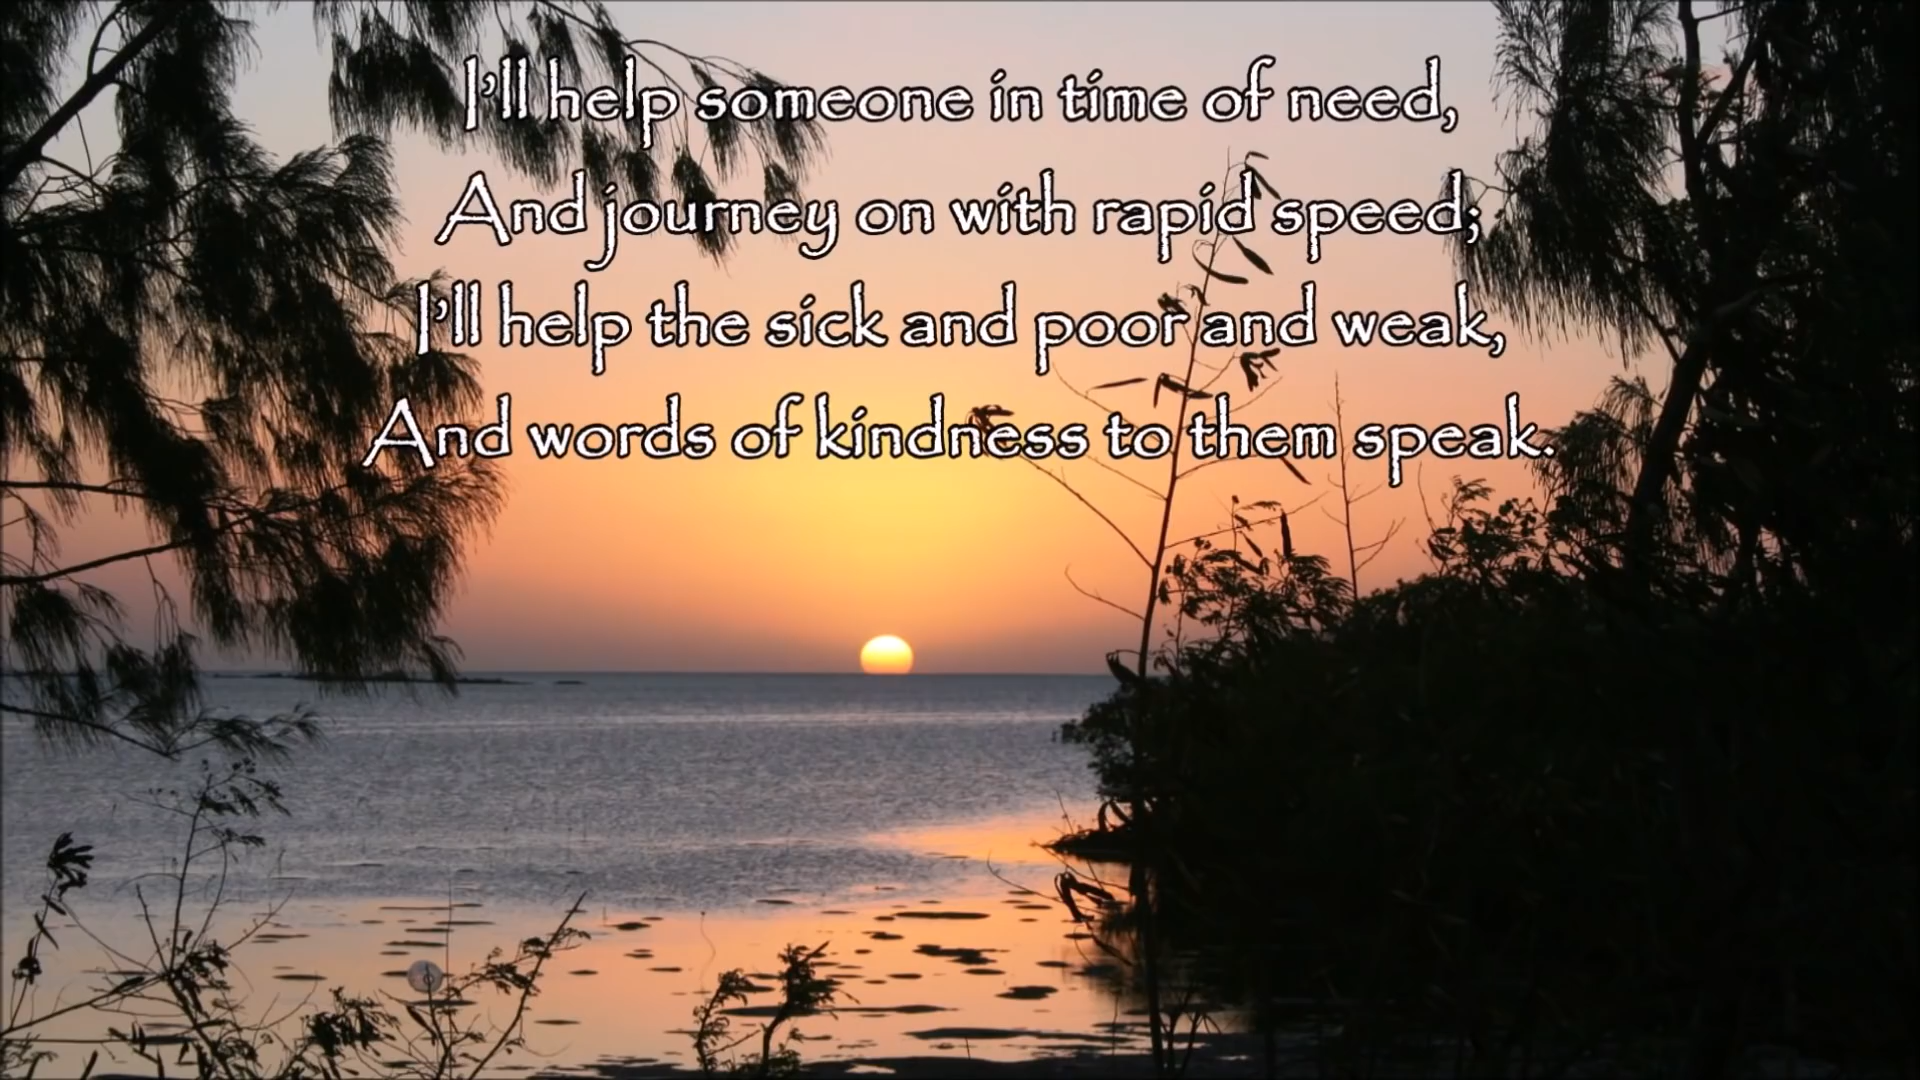 I'll help someone in time of need,
And journey on with rapid speed;
I'll help the sick and poor and weak,
And words of kindness to them speak.